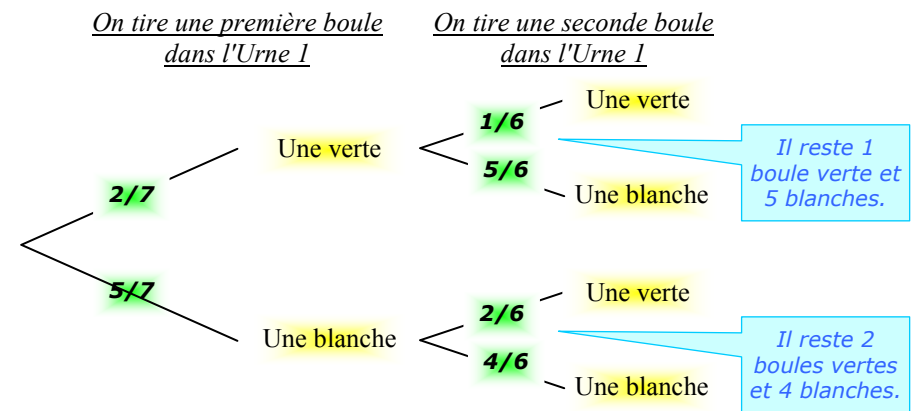 On tire une première boule
dans l'Urne 1
On tire une seconde boule
dans l'Urne 1
2/7
Une verte
1/6
Une verte
5/6
Une blanche
Il reste 1
boule verte et
5 blanches.
5/7
Une blanche
2/6
Une verte
4/6
Une blanche
Il reste 2
boules vertes
et 4 blanches.